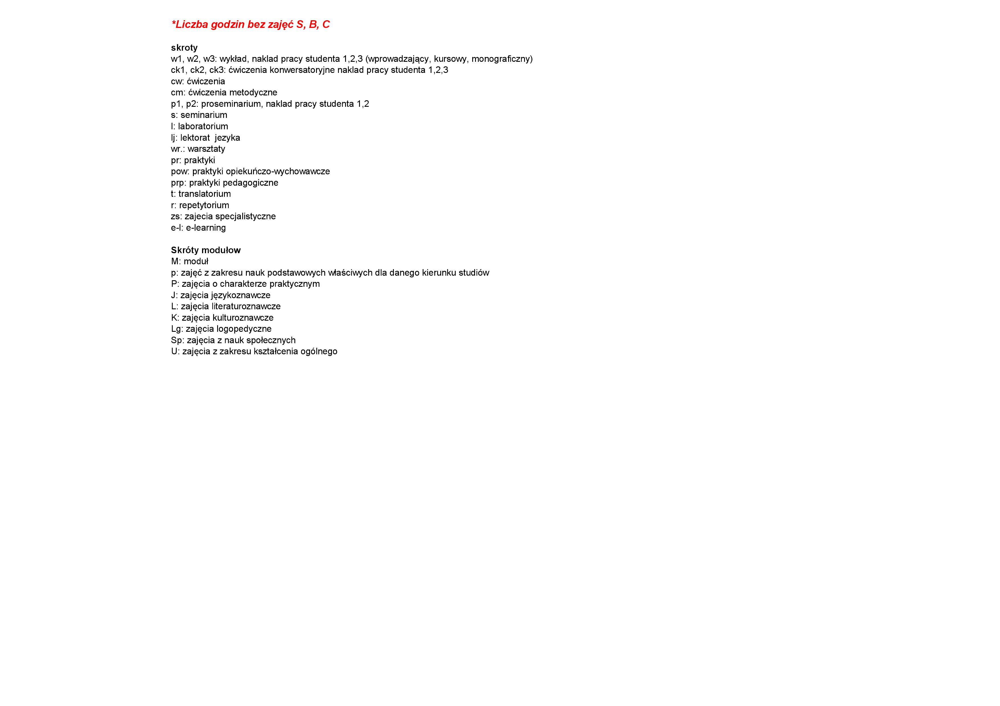 *Liczba godzin bez zajęć S, B, C
skroty
w1, w2, w3: wykład, naklad pracy studenta 1,2,3 (wprowadzający, kursowy, monograficzny)
ck1, ck2, ck3: ćwiczenia konwersatoryjne naklad pracy studenta 1,2,3
cw: ćwiczenia
cm: ćwiczenia metodyczne
p1, p2: proseminarium, naklad pracy studenta 1,2
s: seminarium
l: laboratorium
lj: lektorat  jezyka
wr.: warsztaty
pr: praktyki
pow: praktyki opiekuńczo-wychowawcze
prp: praktyki pedagogiczne
t: translatorium
r: repetytorium
zs: zajecia specjalistyczne
e-l: e-learning
Skróty modułow
M: moduł
p: zajęć z zakresu nauk podstawowych właściwych dla danego kierunku studiów
P: zajęcia o charakterze praktycznym
J: zajęcia językoznawcze
L: zajęcia literaturoznawcze
K: zajęcia kulturoznawcze
Lg: zajęcia logopedyczne
Sp: zajęcia z nauk społecznych
U: zajęcia z zakresu kształcenia ogólnego